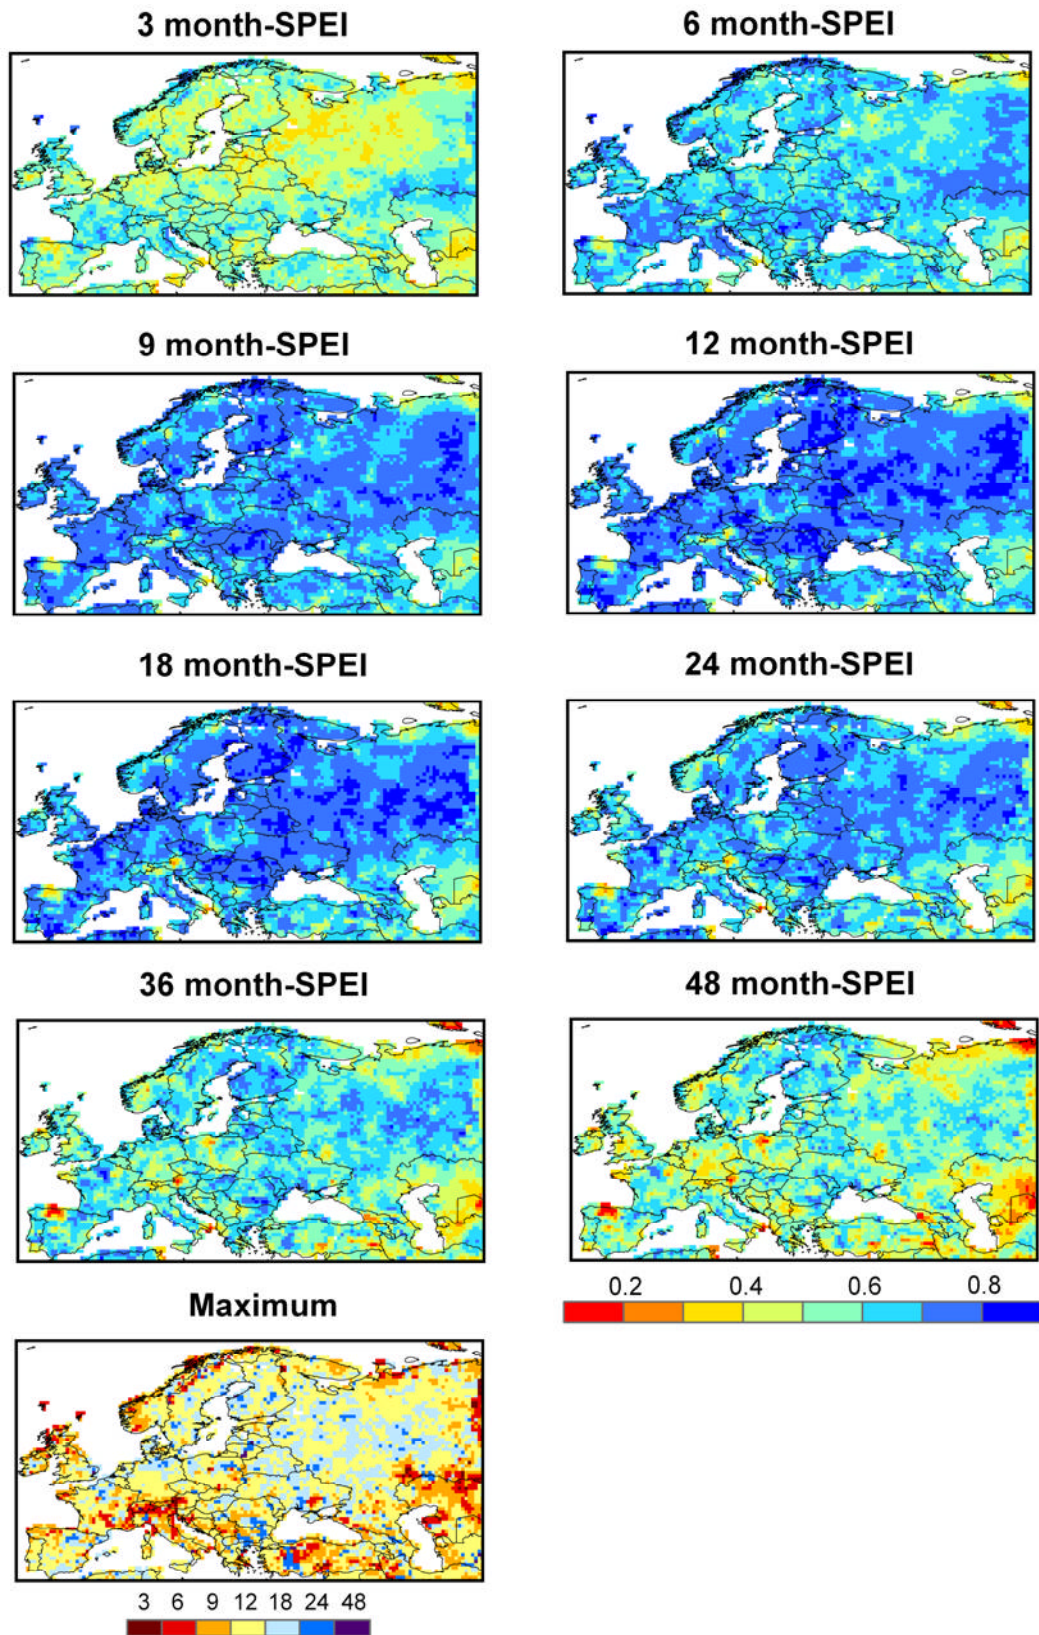 3 month-SPEI
6 month-SPEI
9 month-SPEI
12 month-SPEI
18 month-SPEI
24 month-SPEI
36 month-SPEI
48 month-SPEI
0.2 0.4 0.6 0.8
Maximum
3 6 9 12 18 24 48